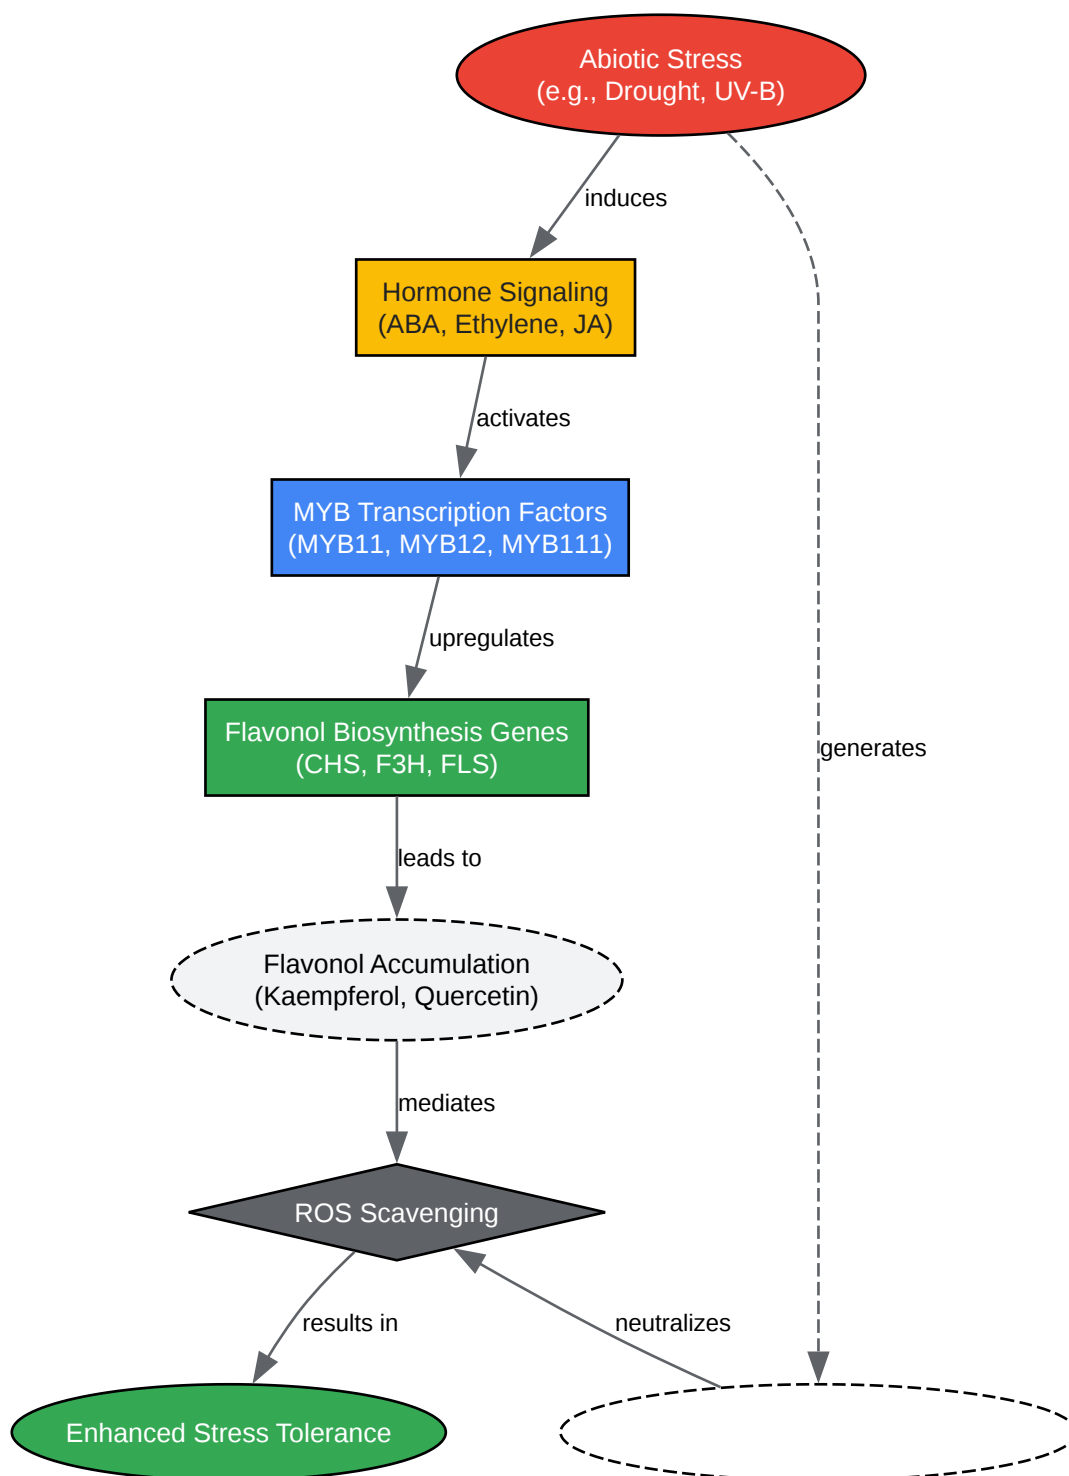 Abiotic Stress
(e.g., Drought, UV-B)
induces
Hormone Signaling
(ABA, Ethylene, JA)
activates
MYB Transcription Factors
(MYB11, MYB12, MYB111)
upregulates
Flavonol Biosynthesis Genes
(CHS, F3H, FLS)
generates
leads to
Flavonol Accumulation
(Kaempferol, Quercetin)
mediates
ROS Scavenging
results in
neutralizes
Enhanced Stress Tolerance